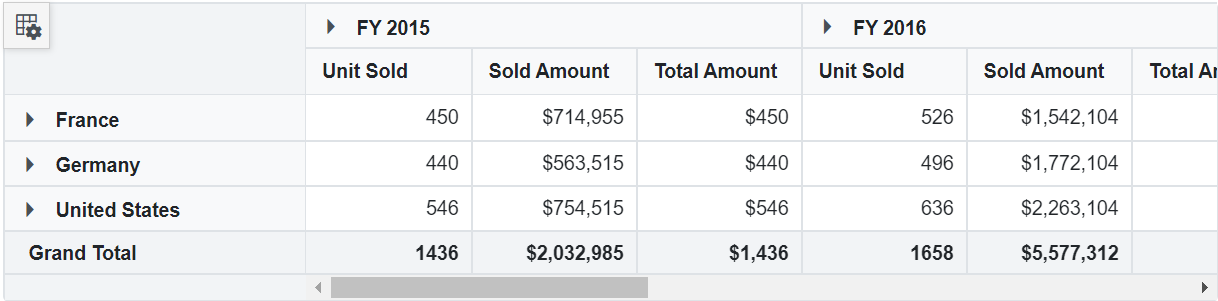 FY 2015 FY 2016
Unit Sold Sold Amount Total Amount Unit Sold Sold Amount Total
France 450 $714,955 $450 526 $1,542,104
Germany 440 $563,515 $440 496 $1,772,104
United States 546 $754,515 $546 636 $2,263,104
Grand Total 1436 $2,032,985 $1,436 1658 $5,577,312